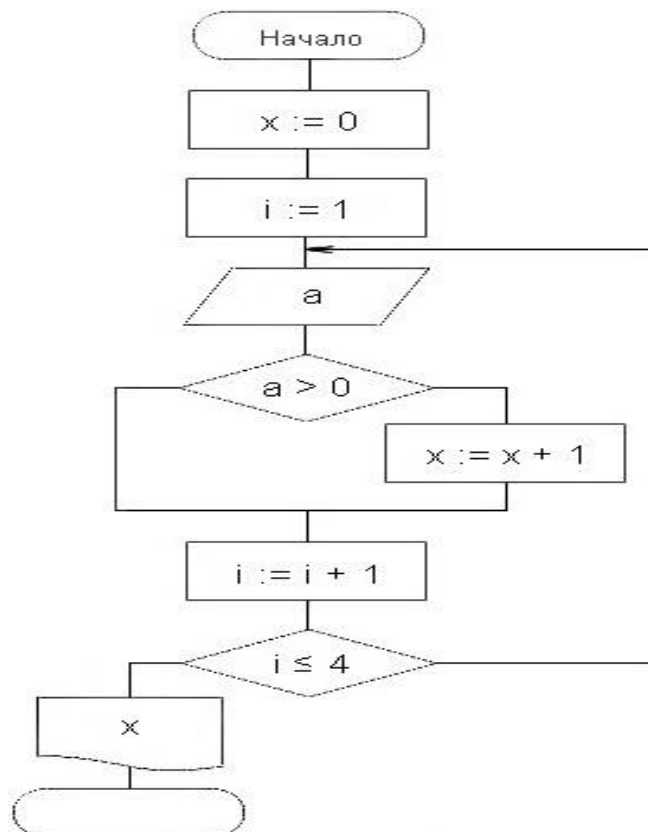 Начало
x := 0
i := 1
a
a > 0
x := x + 1
i := i + 1
i ≤ 4
x